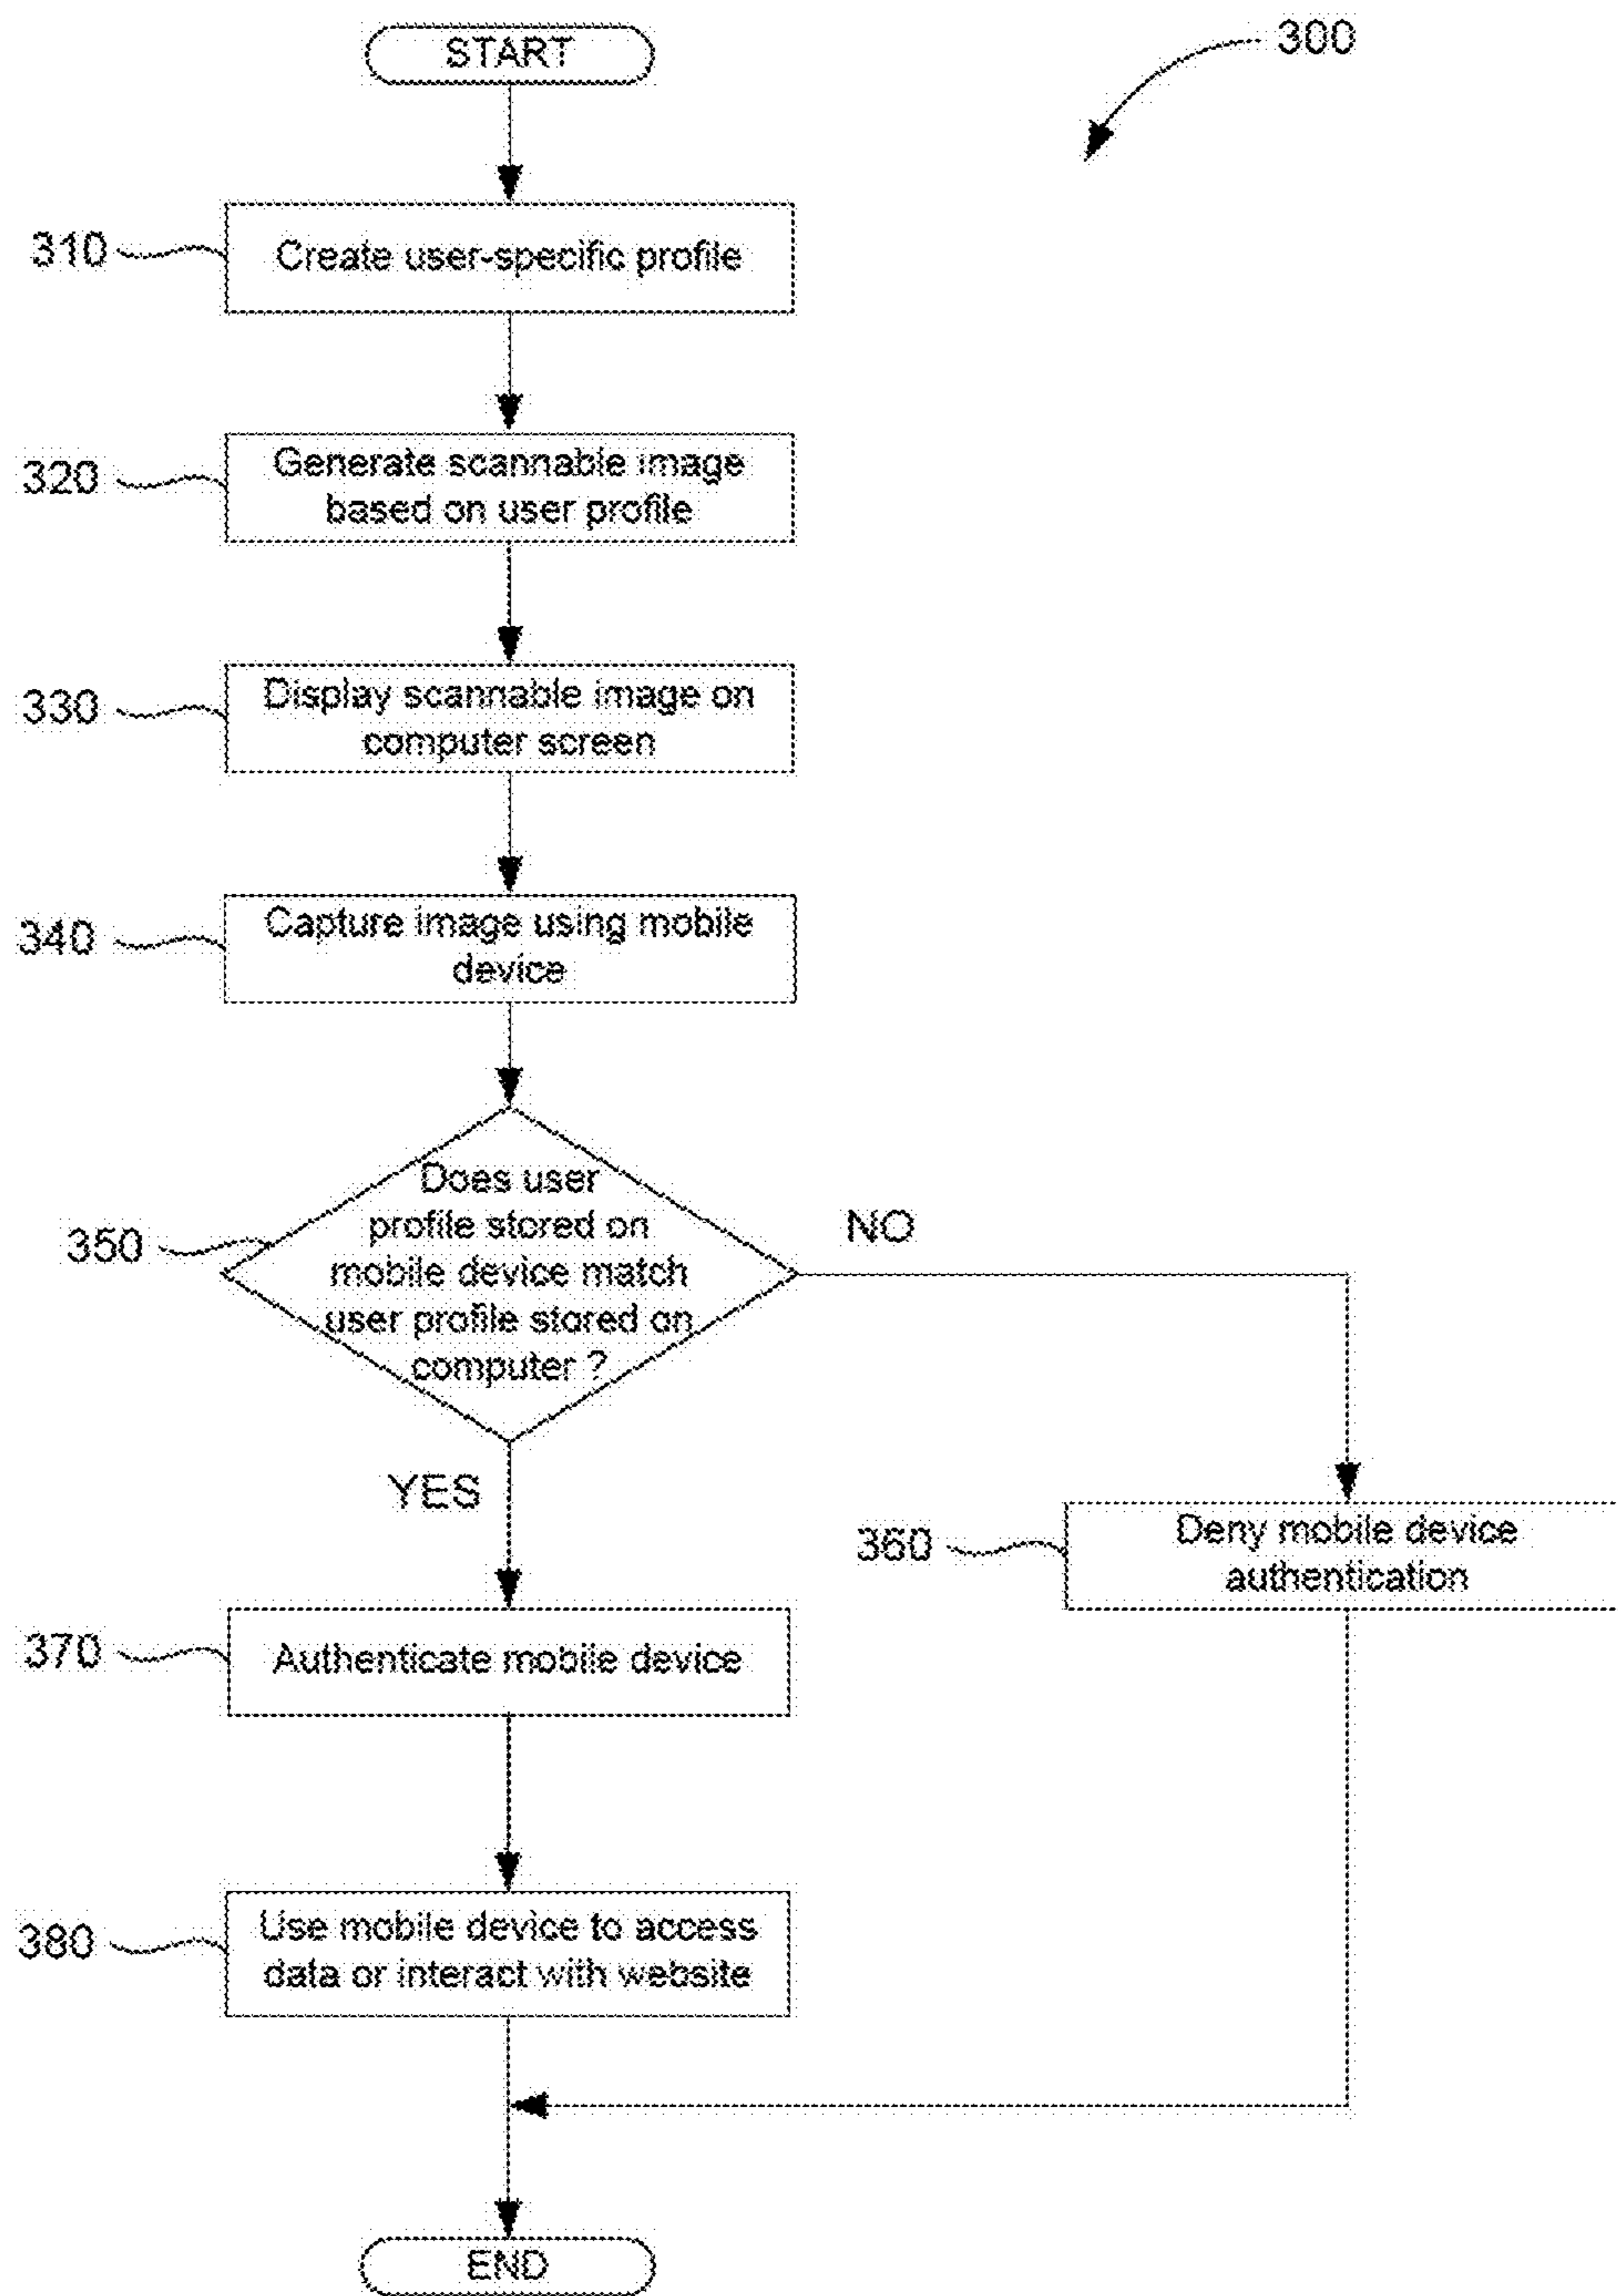 START
300
310
Create user-specific profile
320
Generate scannable image
based on user profile
330
Display scannable image on
computer screen
340
Capture image using mobile
device
350
Does user
profile stored on
mobile device match
user profile stored on
computer ?
NO
YES
360
Deny mobile device
authentication
370
Authenticate mobile device
380
Use mobile device to access
data or interact with website
END